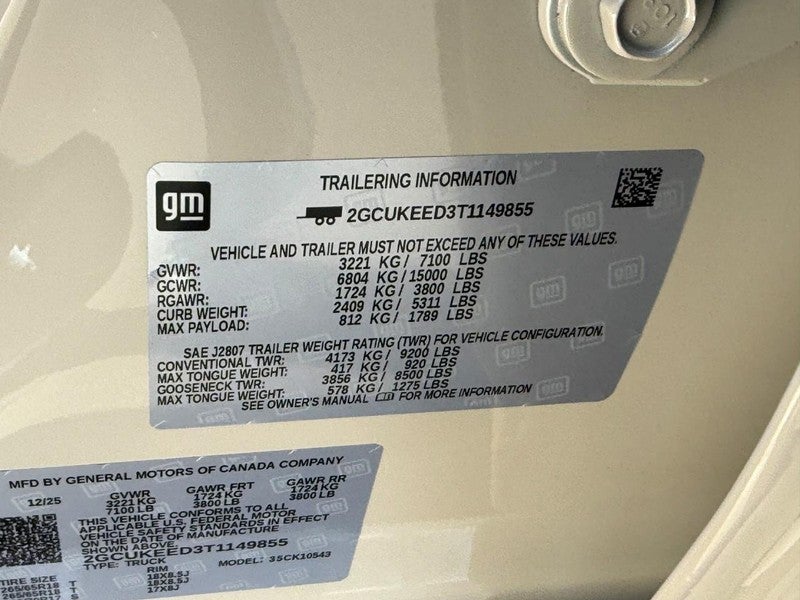 gm
TRAILERING INFORMATION
2GCUKEED3T1149855
VEHICLE AND TRAILER MUST NOT EXCEED ANY OF THESE VALUES.
GVWR: 3221 KG / 7100 LBS
GCWR: 6804 KG / 15000 LBS
RGAWR: 1724 KG / 3800 LBS
CURB WEIGHT: 2409 KG / 5311 LBS
MAX PAYLOAD: 812 KG / 1789 LBS
SAE J2807 TRAILER WEIGHT RATING (TWR) FOR VEHICLE CONFIGURATION.
CONVENTIONAL TWR: 4173 KG / 9200 LBS
MAX TONGUE WEIGHT: 417 KG / 920 LBS
GOOSENECK TWR: 3856 KG / 8500 LBS
MAX TONGUE WEIGHT: 578 KG / 1275 LBS
SEE OWNER'S MANUAL FOR MORE INFORMATION
MFD BY GENERAL MOTORS OF CANADA COMPANY
12/25 GVWR GAWR FRT GAWR RR
3221 KG 1724 KG 1724 KG
7100 LB 3800 LB 3800 LB
THIS VEHICLE CONFORMS TO ALL
APPLICABLE U.S. FEDERAL MOTOR
VEHICLE SAFETY STANDARDS IN EFFECT
ON THE DATE OF MANUFACTURE
SHOWN ABOVE.
2GCUKEED3T1149855
TYPE: TRUCK MODEL: 35CK10543
TIRE SIZE RIM
265/65R18 T 18X8.5J
265/65R18 T 18X8.5J
T 17X8J